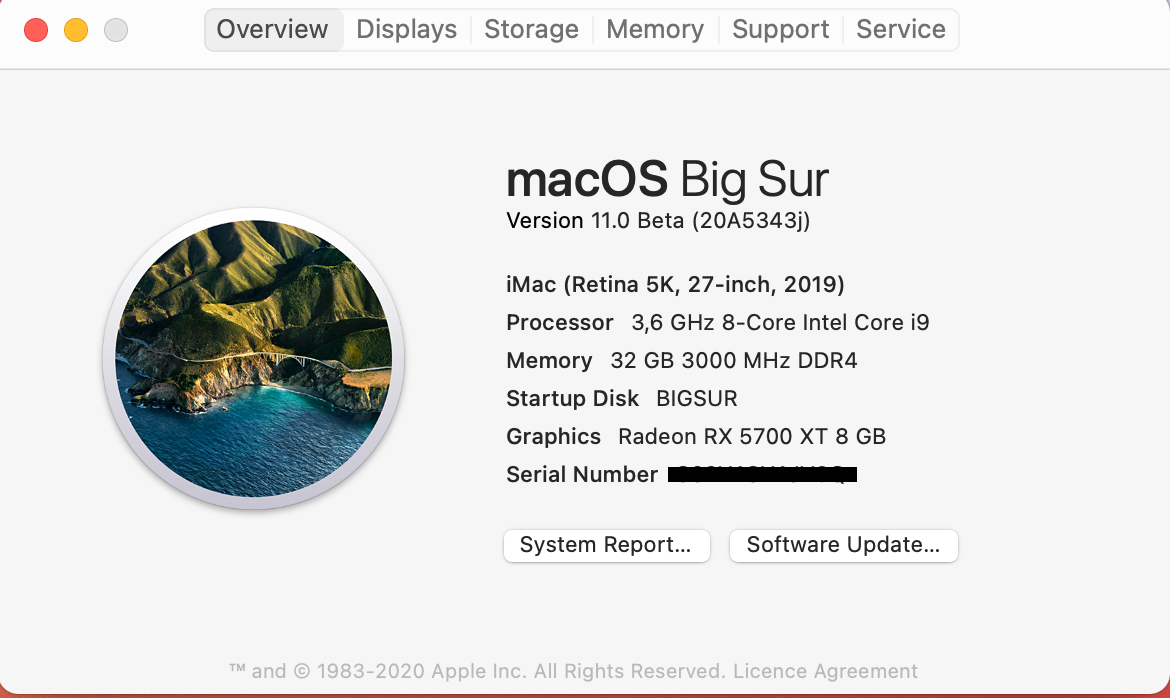 Overview Displays Storage Memory Support Service
macOS Big Sur
Version 11.0 Beta (20A5343j)
iMac (Retina 5K, 27-inch, 2019)
Processor 3,6 GHz 8-Core Intel Core i9
Memory 32 GB 3000 MHz DDR4
Startup Disk BIGSUR
Graphics Radeon RX 5700 XT 8 GB
Serial Number
System Report... Software Update...
™ and © 1983-2020 Apple Inc. All Rights Reserved. Licence Agreement